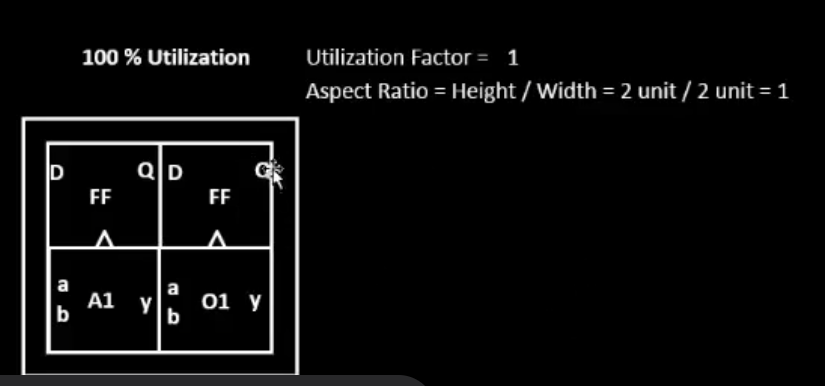 100 % Utilization
Utilization Factor = 1
Aspect Ratio = Height / Width = 2 unit / 2 unit = 1
D Q D
FF FF
a A1 y a O1 y
b b